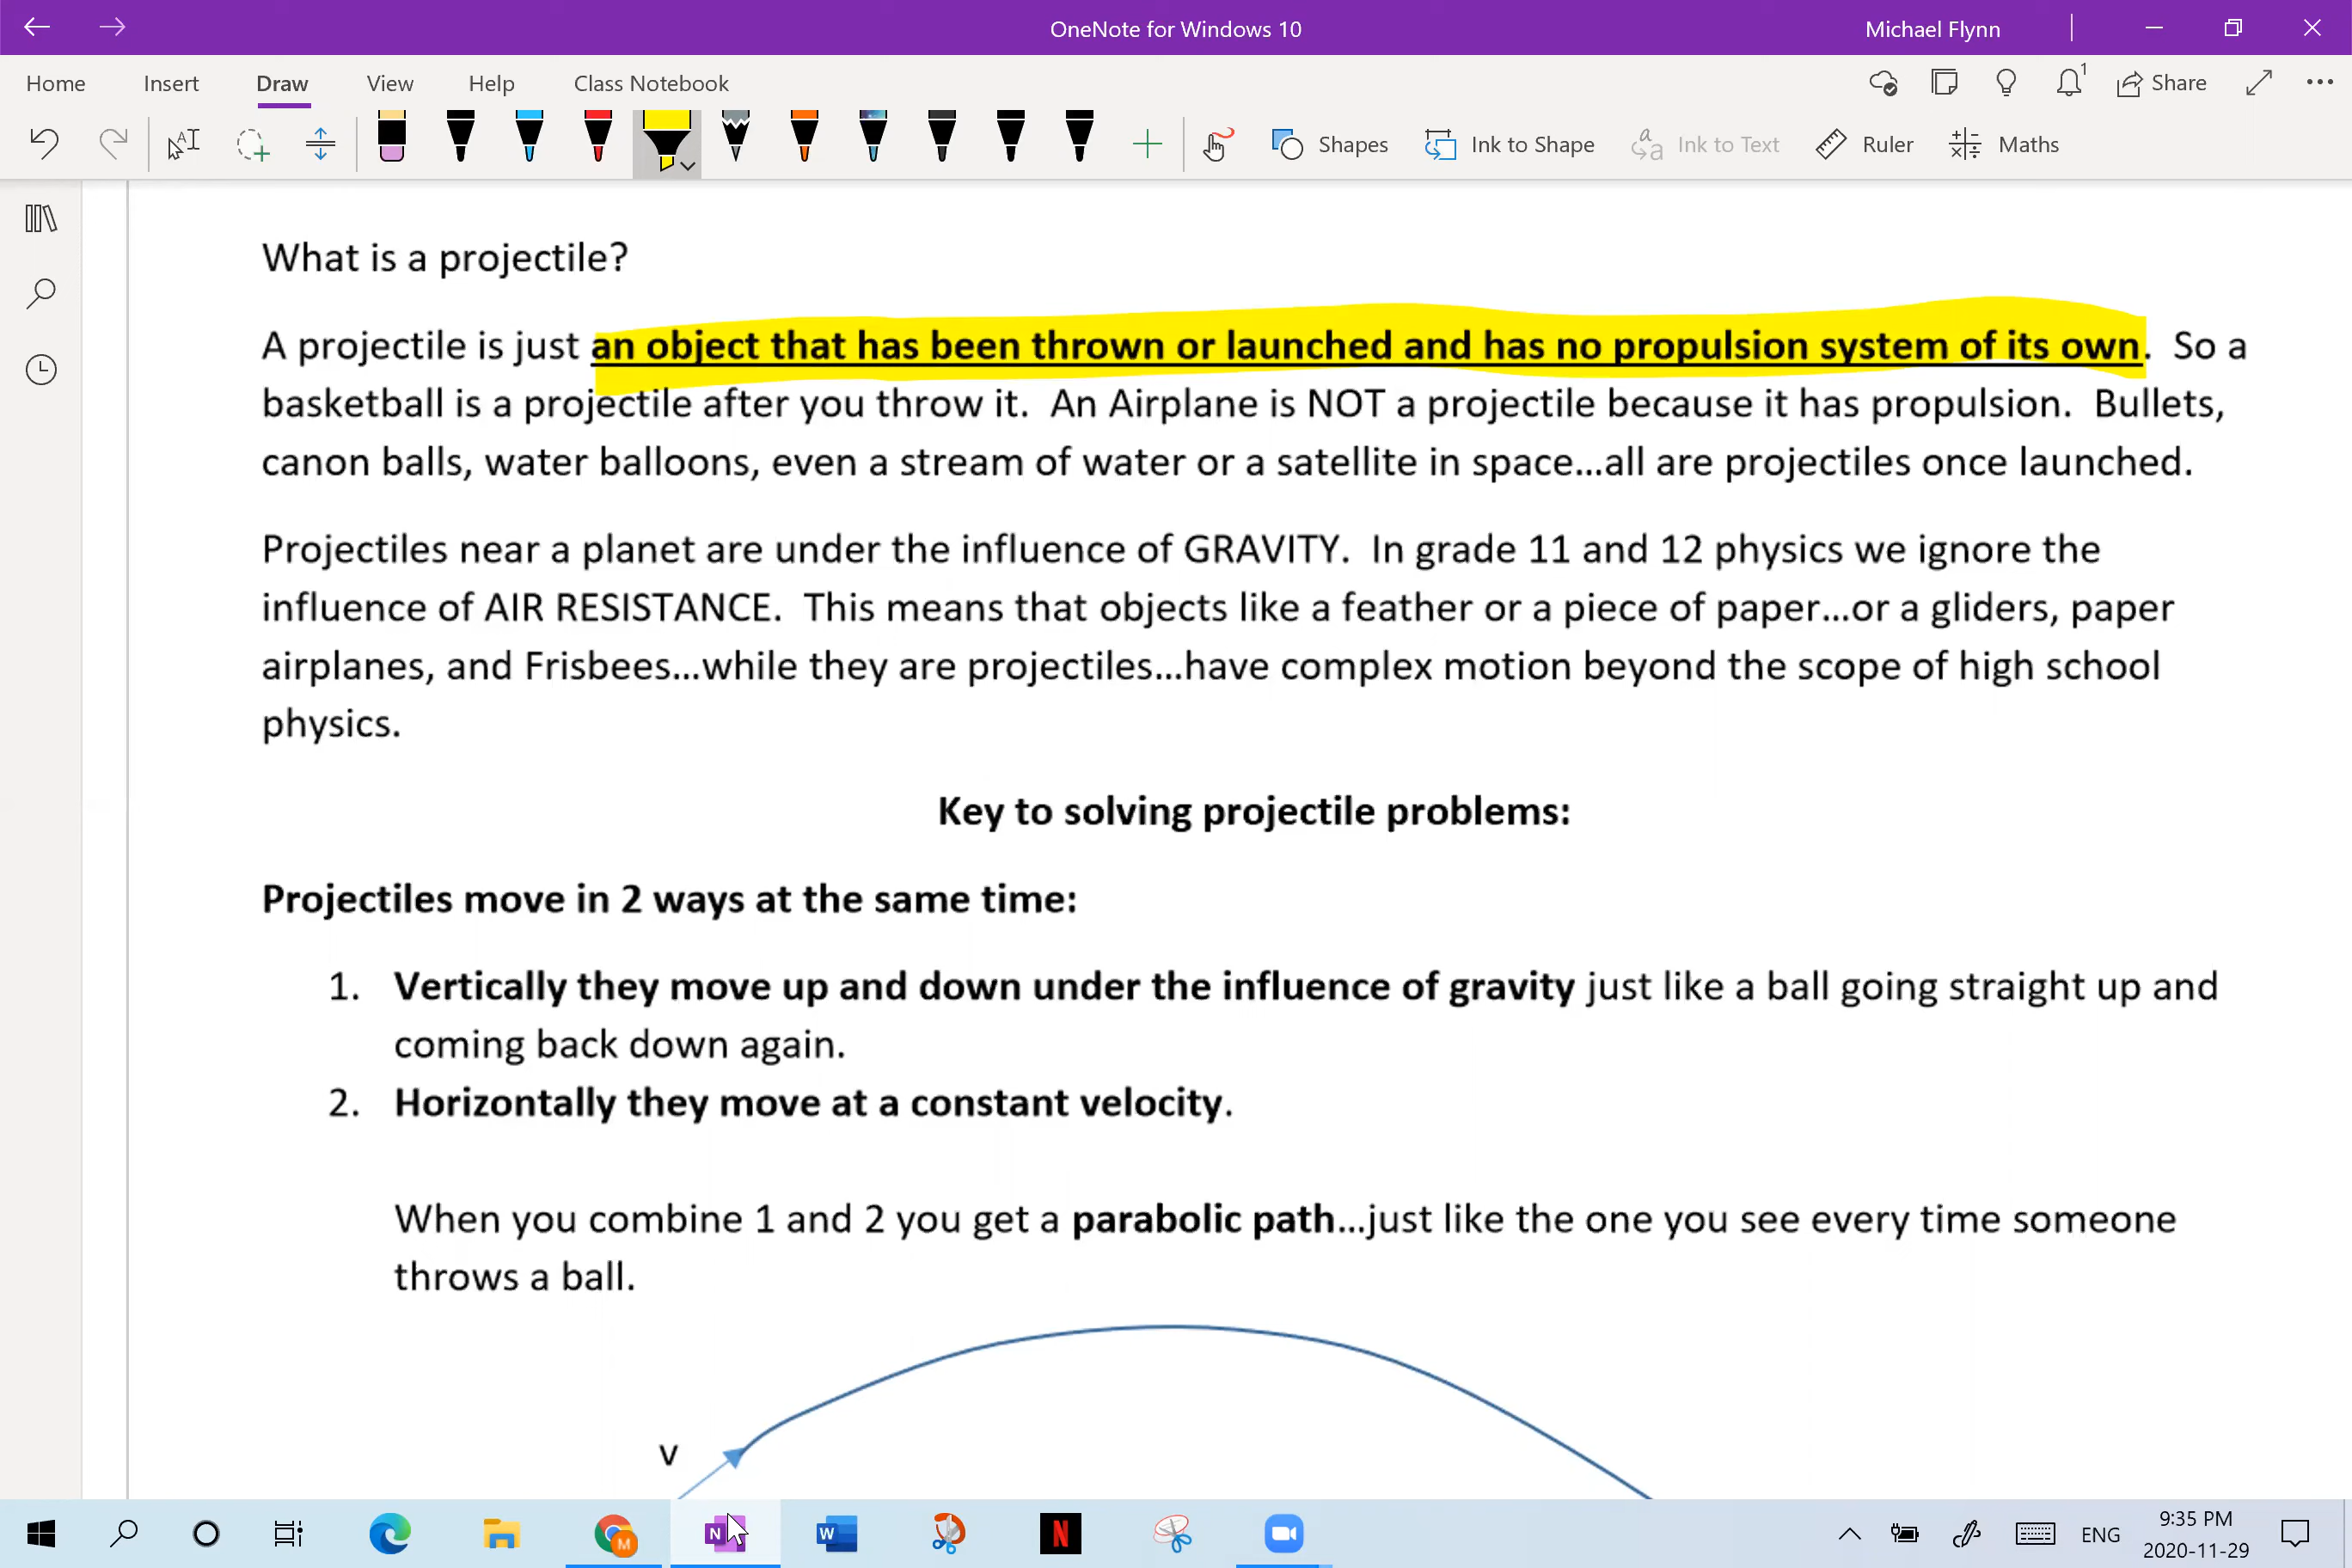 OneNote for Windows 10
Michael Flynn
Home Insert Draw View Help Class Notebook
1
Share
Shapes Ink to Shape Ink to Text Ruler Maths
What is a projectile?
A projectile is just an object that has been thrown or launched and has no propulsion system of its own. So a
basketball is a projectile after you throw it. An Airplane is NOT a projectile because it has propulsion. Bullets,
canon balls, water balloons, even a stream of water or a satellite in space...all are projectiles once launched.
Projectiles near a planet are under the influence of GRAVITY. In grade 11 and 12 physics we ignore the
influence of AIR RESISTANCE. This means that objects like a feather or a piece of paper...or a gliders, paper
airplanes, and Frisbees...while they are projectiles...have complex motion beyond the scope of high school
physics.
Key to solving projectile problems:
Projectiles move in 2 ways at the same time:
1. Vertically they move up and down under the influence of gravity just like a ball going straight up and
coming back down again.
2. Horizontally they move at a constant velocity.
When you combine 1 and 2 you get a parabolic path...just like the one you see every time someone
throws a ball.
v
M
N
W
N
ENG
9:35 PM
2020-11-29